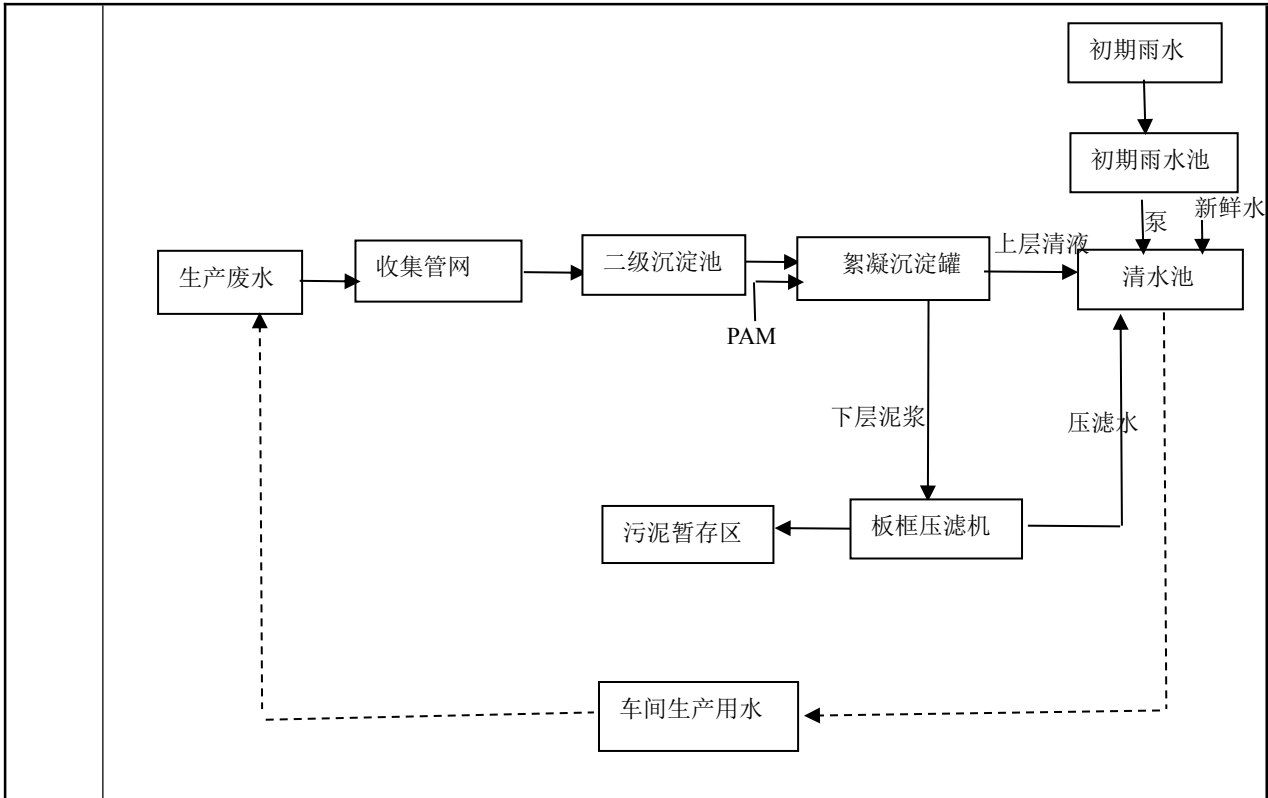 初期雨水
初期雨水池
泵
新鲜水
生产废水
收集管网
二级沉淀池
絮凝沉淀罐
上层清液
清水池
PAM
下层泥浆
压滤水
污泥暂存区
板框压滤机
车间生产用水